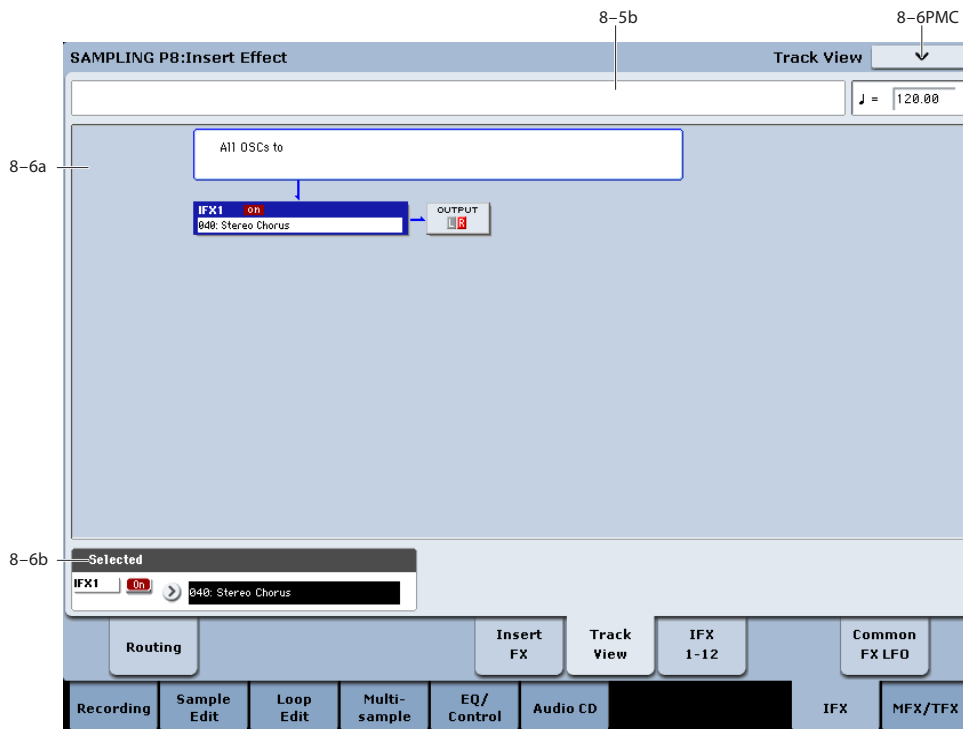 8–5b
8–6PMC
SAMPLING P8:Insert Effect
Track View
♩ = 120.00
8–6a
All OSCs to
IFX1 On
040: Stereo Chorus
OUTPUT
L R
8–6b
Selected
IFX1 On 040: Stereo Chorus
Routing
Insert FX
Track View
IFX 1-12
Common FX LFO
Recording
Sample Edit
Loop Edit
Multi-sample
EQ/ Control
Audio CD
IFX
MFX/TFX